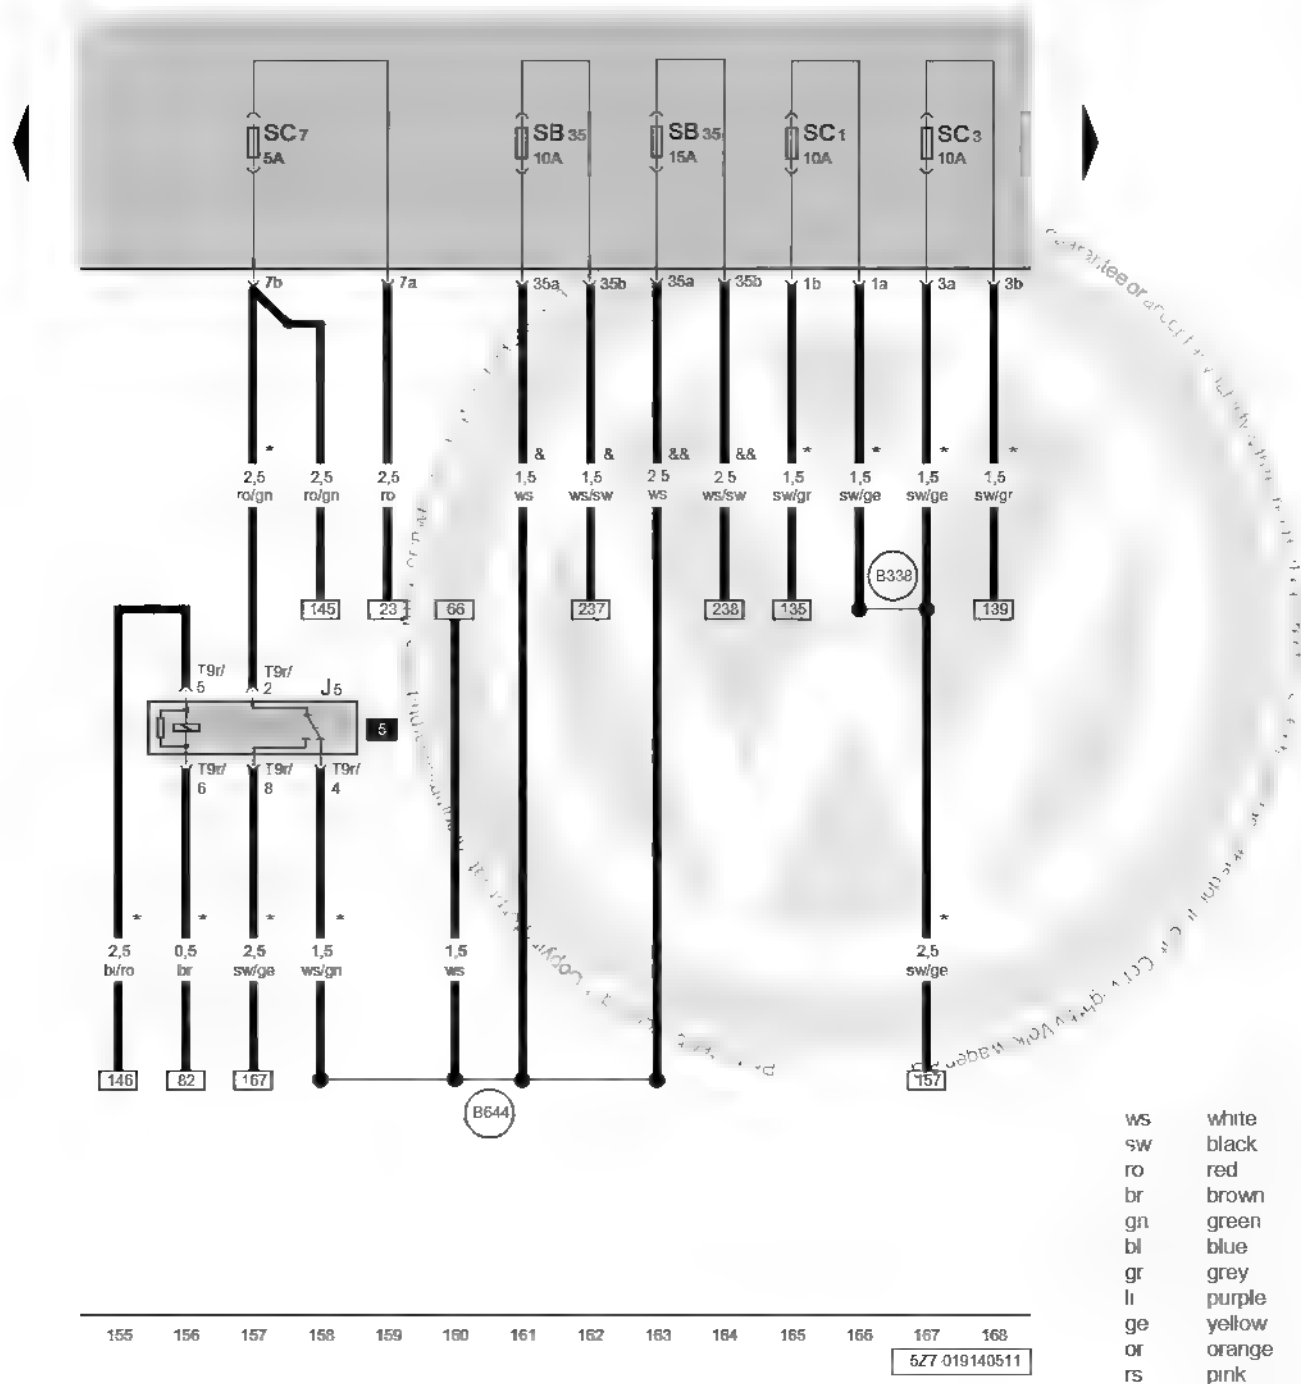 SC7 SB35 SB35 SC1 SC3
5A 10A 15A 10A 10A
7b 7a 35a 35b 35a 35b 1b 1a 3a 3b
* & & && && * * * *
2,5 2,5 2,5 1,5 1,5 2 5 2 5 1,5 1,5 1,5 1,5
ro/gn ro/gn ro ws ws/sw ws ws/sw sw/gr sw/ge sw/ge sw/gr
B338
145 23 66 237 238 135 139
T9r/ T9r/ J5
5 2
5
T9r/ T9r/ T9r/
6 8 4
* * * * *
2,5 0,5 2,5 1,5 1,5 2,5
bl/ro br sw/ge ws/gn ws sw/ge
146 82 167 157
B644
ws white
sw black
ro red
br brown
gn green
bl blue
gr grey
li purple
ge yellow
or orange
rs pink
155 156 157 158 159 160 161 162 163 164 165 166 167 168
5Z7-019140511